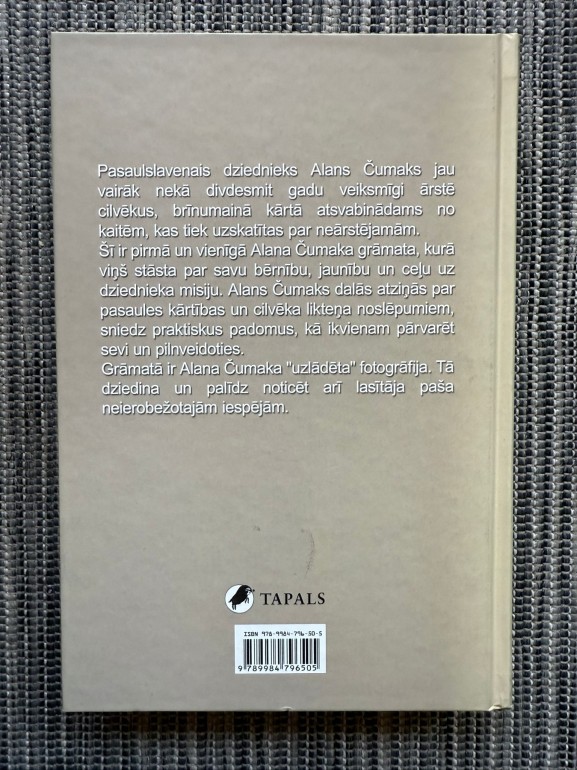 Pasaulslavenais dziednieks Alans Čumaks jau
vairāk nekā divdesmit gadu veiksmīgi ārstē
cilvēkus, brīnumainā kārtā atsvabinādams no
kaitēm, kas tiek uzskatītas par neārstējamām.
Šī ir pirmā un vienīgā Alana Čumaka grāmata, kurā
viņš stāsta par savu bērnību, jaunību un ceļu uz
dziednieka misiju. Alans Čumaks dalās atziņās par
pasaules kārtības un cilvēka likteņa noslēpumiem,
sniedz praktiskus padomus, kā ikvienam pārvarēt
sevi un pilnveidoties.
Grāmatā ir Alana Čumaka "uzlādēta" fotogrāfija. Tā
dziedina un palīdz noticēt arī lasītāja paša
neierobežotajām iespējām.
TAPALS
ISBN 978-9984-796-50-5
9 789984 796505